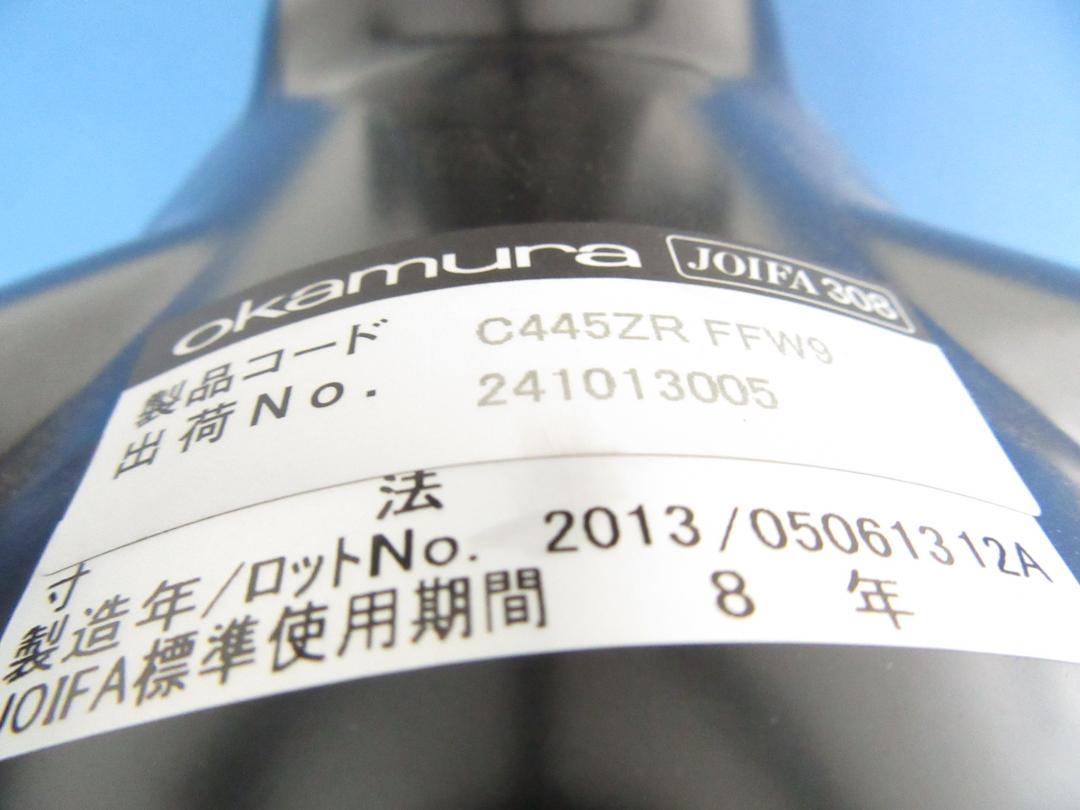 okamura JOIFA 308
製品コード C445ZR FFW9
出荷No. 241013005
寸 法
製造年/ロットNo. 2013/05061312A
JOIFA標準使用期間 8 年